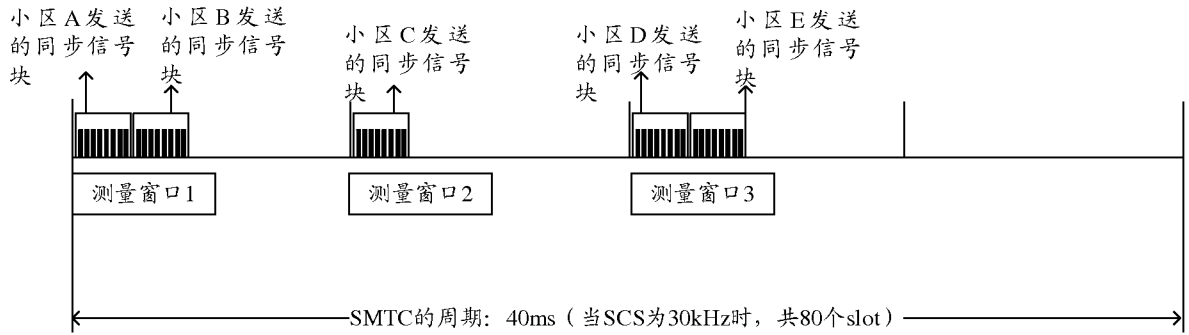 小区A发送
的同步信号
块
小区B发送
的同步信号
块
小区C发送
的同步信号
块
小区D发送
的同步信号
块
小区E发送
的同步信号
块
测量窗口1
测量窗口2
测量窗口3
SMTC的周期：40ms（当SCS为30kHz时，共80个slot）